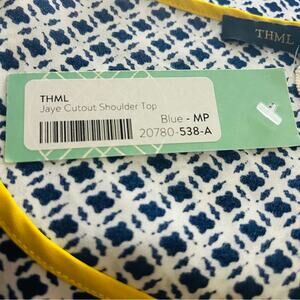 THML
THML
Jaye Cutout Shoulder Top
Blue - MP
20780-538-A